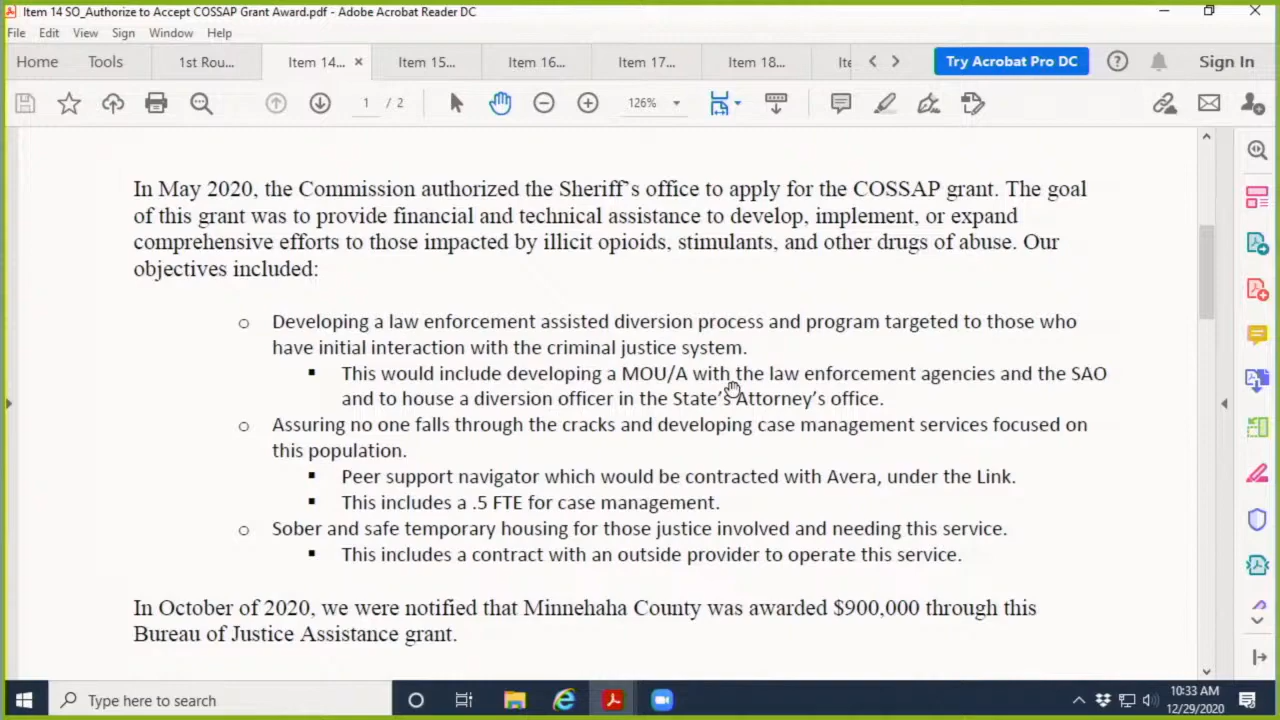 Item 14 SO_Authorize to Accept COSSAP Grant Award.pdf - Adobe Acrobat Reader DC
File Edit View Sign Window Help
Home Tools 1st Rou... Item 14... × Item 15... Item 16... Item 17... Item 18... Ite Try Acrobat Pro DC Sign In
1 / 2 126%
In May 2020, the Commission authorized the Sheriff's office to apply for the COSSAP grant. The goal
of this grant was to provide financial and technical assistance to develop, implement, or expand
comprehensive efforts to those impacted by illicit opioids, stimulants, and other drugs of abuse. Our
objectives included:
o Developing a law enforcement assisted diversion process and program targeted to those who
have initial interaction with the criminal justice system.
▪ This would include developing a MOU/A with the law enforcement agencies and the SAO
and to house a diversion officer in the State's Attorney's office.
o Assuring no one falls through the cracks and developing case management services focused on
this population.
▪ Peer support navigator which would be contracted with Avera, under the Link.
▪ This includes a .5 FTE for case management.
o Sober and safe temporary housing for those justice involved and needing this service.
▪ This includes a contract with an outside provider to operate this service.
In October of 2020, we were notified that Minnehaha County was awarded $900,000 through this
Bureau of Justice Assistance grant.
Type here to search
10:33 AM
12/29/2020